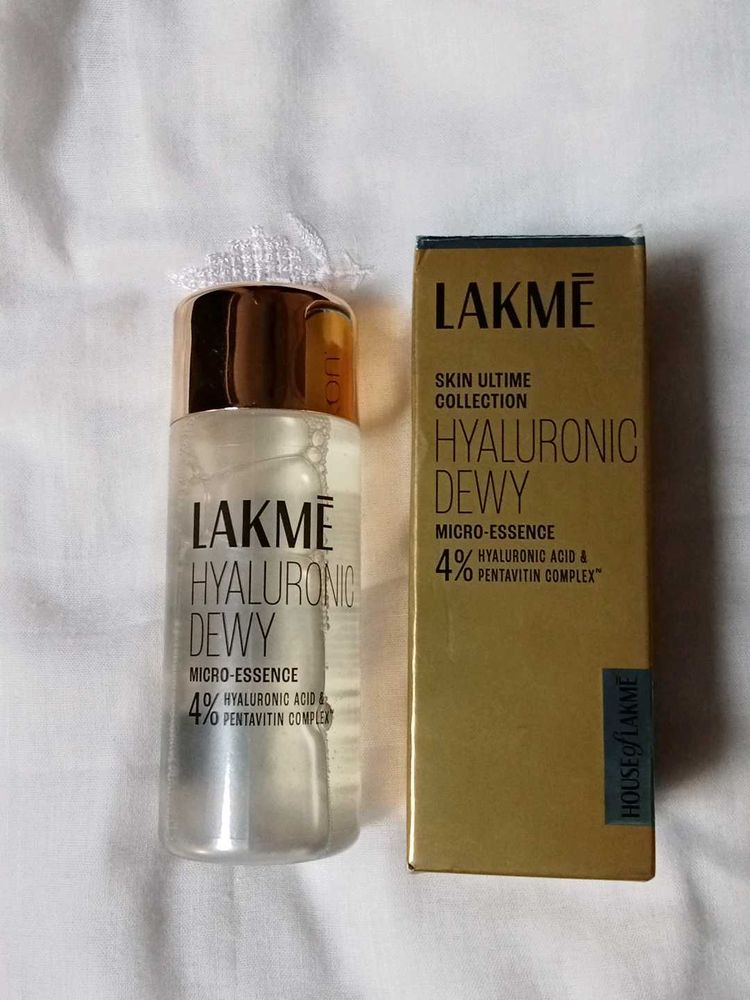 LAKMĒ
HYALURONIC
DEWY
MICRO-ESSENCE
4% HYALURONIC ACID &
PENTAVITIN COMPLEX™
LAKMĒ
SKIN ULTIME
COLLECTION
HYALURONIC
DEWY
MICRO-ESSENCE
4% HYALURONIC ACID &
PENTAVITIN COMPLEX™
HOUSE of LAKMĒ